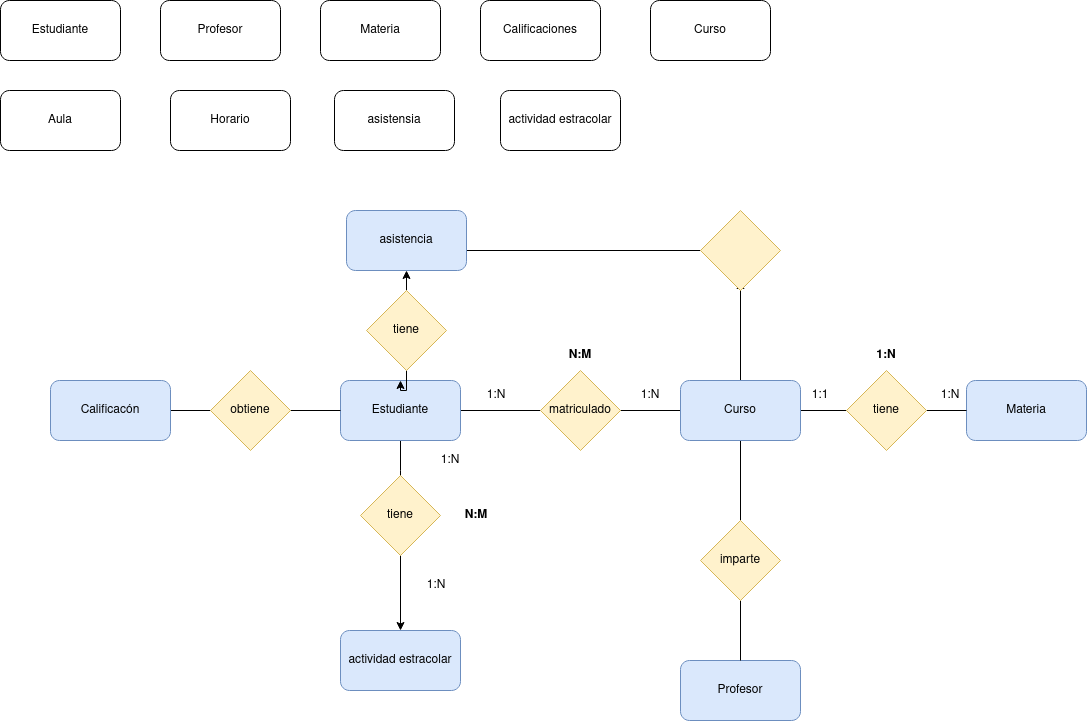 Estudiante
Profesor
Materia
Calificaciones
Curso
Aula
Horario
asistensia
actividad estracolar
asistencia
tiene
N:M
1:N
Calificacón
obtiene
Estudiante
1:N
matriculado
1:N
Curso
1:1
tiene
1:N
Materia
1:N
tiene
N:M
imparte
1:N
actividad estracolar
Profesor